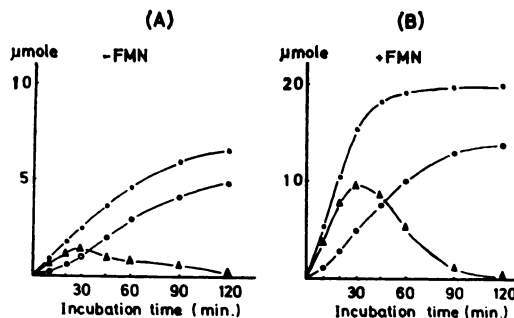 (A)
µmole
-FMN
10
5
30 60 90 120
Incubation time (min.)
(B)
µmole
+FMN
20
10
30 60 90 120
Incubation time (min.)